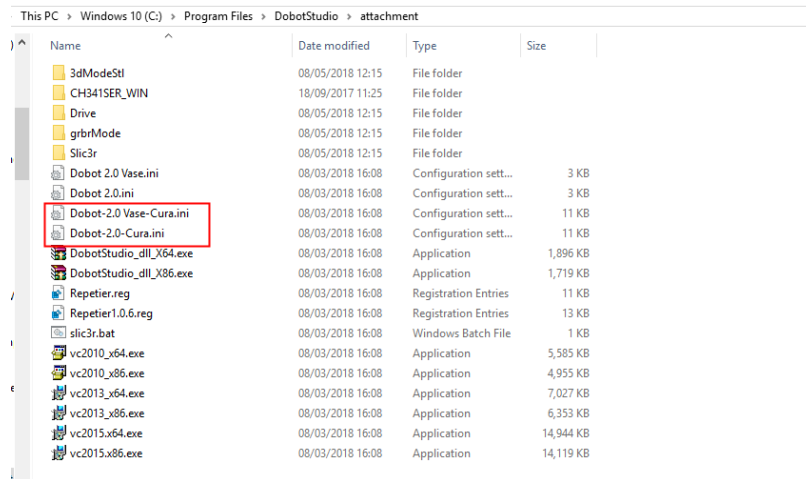 This PC > Windows 10 (C:) > Program Files > DobotStudio > attachment
Name Date modified Type Size
3dModeStl 08/05/2018 12:15 File folder
CH341SER_WIN 18/09/2017 11:25 File folder
Drive 08/05/2018 12:15 File folder
grbrMode 08/05/2018 12:15 File folder
Slic3r 08/05/2018 12:15 File folder
Dobot 2.0 Vase.ini 08/03/2018 16:08 Configuration sett... 3 KB
Dobot 2.0.ini 08/03/2018 16:08 Configuration sett... 3 KB
Dobot-2.0 Vase-Cura.ini 08/03/2018 16:08 Configuration sett... 11 KB
Dobot-2.0-Cura.ini 08/03/2018 16:08 Configuration sett... 11 KB
DobotStudio_dll_X64.exe 08/03/2018 16:08 Application 1,896 KB
DobotStudio_dll_X86.exe 08/03/2018 16:08 Application 1,719 KB
Repetier.reg 08/03/2018 16:08 Registration Entries 11 KB
Repetier1.0.6.reg 08/03/2018 16:08 Registration Entries 13 KB
slic3r.bat 08/03/2018 16:08 Windows Batch File 1 KB
vc2010_x64.exe 08/03/2018 16:08 Application 5,585 KB
vc2010_x86.exe 08/03/2018 16:08 Application 4,955 KB
vc2013_x64.exe 08/03/2018 16:08 Application 7,027 KB
vc2013_x86.exe 08/03/2018 16:08 Application 6,353 KB
vc2015.x64.exe 08/03/2018 16:08 Application 14,944 KB
vc2015.x86.exe 08/03/2018 16:08 Application 14,119 KB